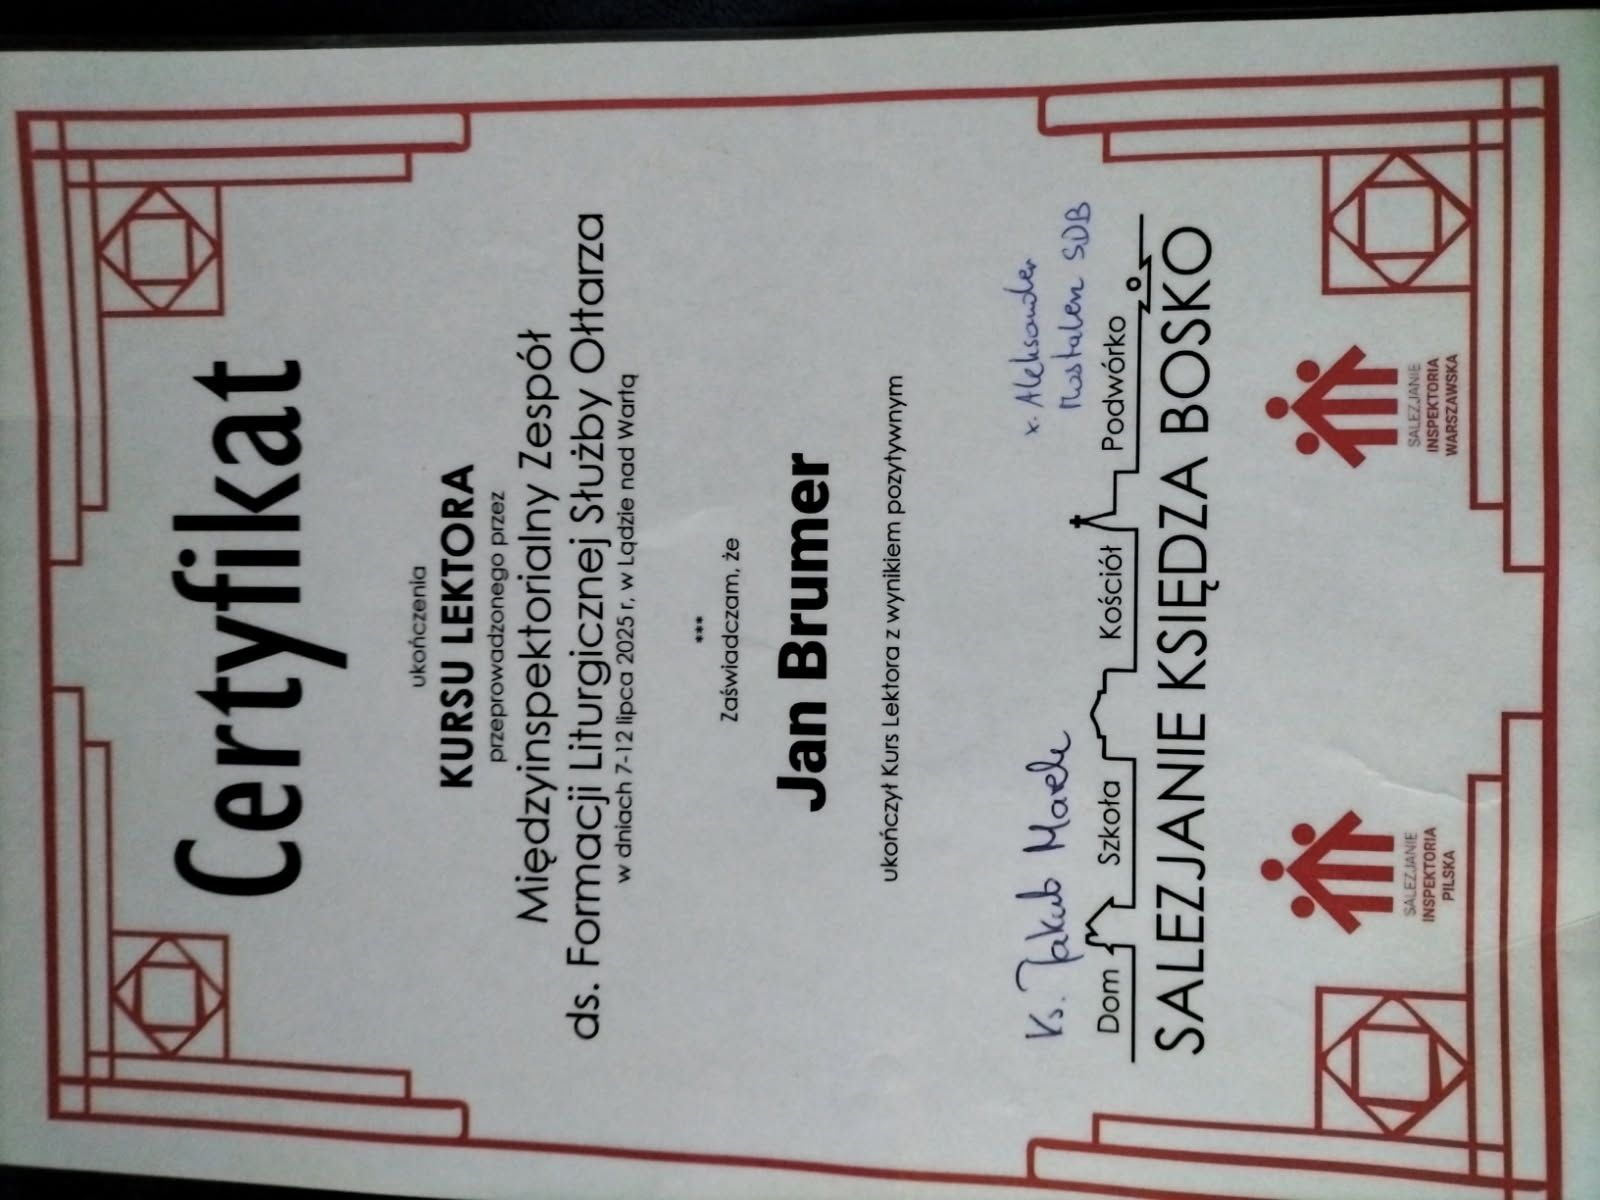 Certyfikat
ukończenia
KURSU LEKTORA
przeprowadzonego przez
Międzyinspektorialny Zespół
ds. Formacji Liturgicznej Służby Ołtarza
w dniach 7-12 lipca 2025 r, w Lądzie nad Wartą
***
Zaświadczam, że
Jan Brumer
ukończył Kurs Lektora z wynikiem pozytywnym
Ks. Jakub
x. Aleksander
SDB
Dom Szkoła Kościół Podwórko
SALEZJANIE KSIĘDZA BOSKO
SALEZJANIE
INSPEKTORIA
PILSKA
SALEZJANIE
INSPEKTORIA
WARSZAWSKA